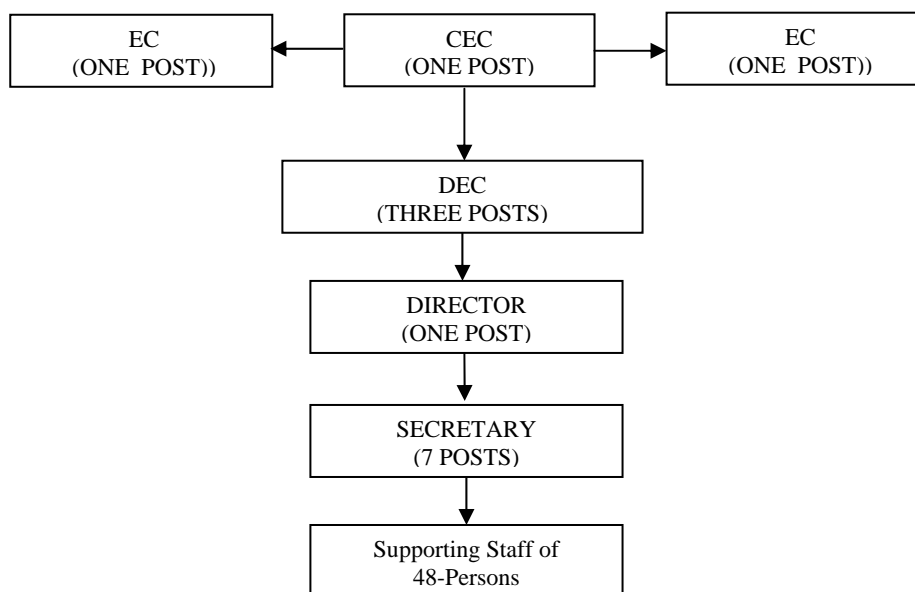 EC
(ONE  POST))
CEC
(ONE POST)
EC
(ONE  POST))
DEC
(THREE POSTS)
DIRECTOR
(ONE POST)
SECRETARY
(7 POSTS)
Supporting Staff of
48-Persons